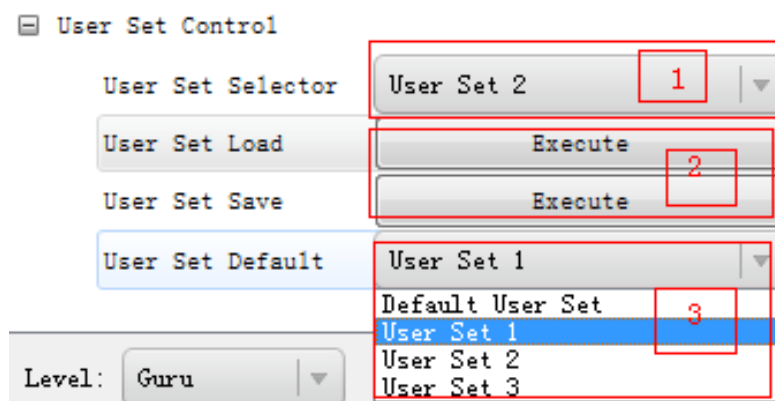 User Set Control
User Set Selector User Set 2 1
User Set Load Execute
2
User Set Save Execute
User Set Default User Set 1
Default User Set
3
User Set 1
User Set 2
Level: Guru
User Set 3